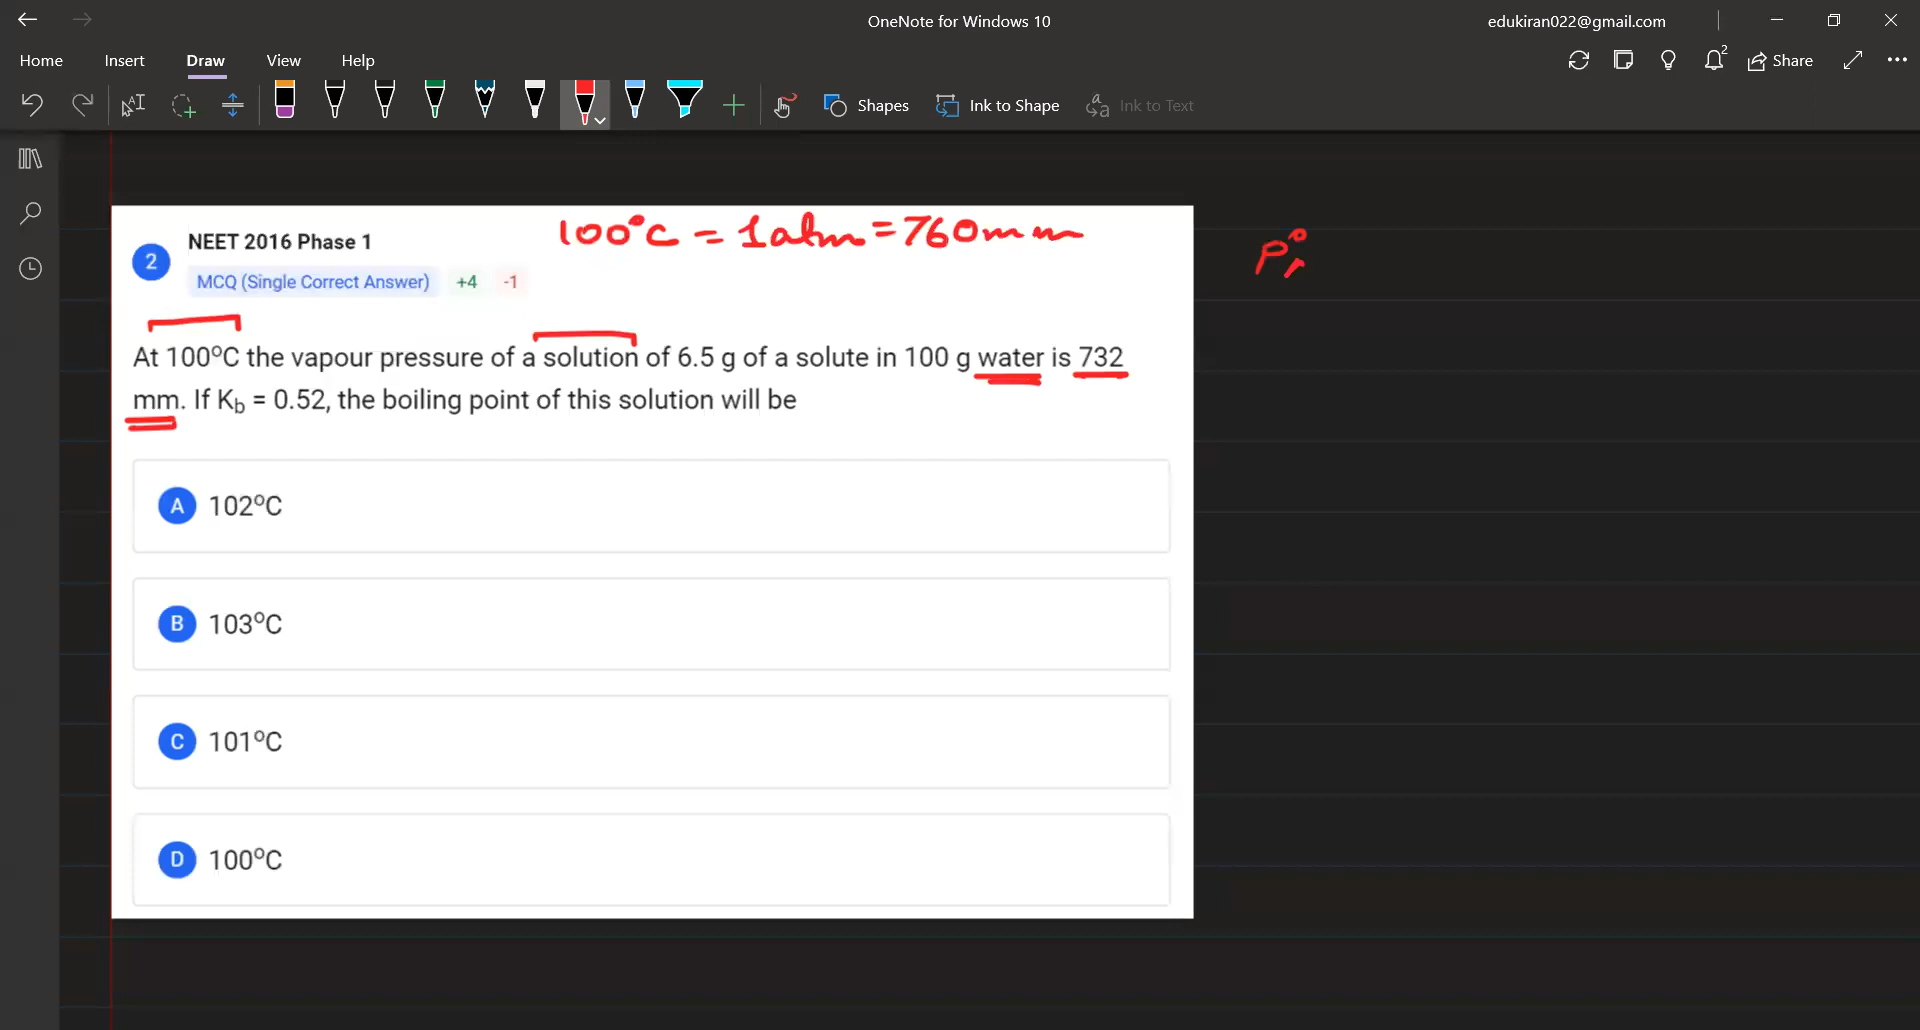 OneNote for Windows 10
edukiran022@gmail.com
Home Insert Draw View Help
2
Share
Shapes Ink to Shape Ink to Text
100°C = 1atm = 760mm
NEET 2016 Phase 1
2
MCQ (Single Correct Answer) +4 -1
At 100°C the vapour pressure of a solution of 6.5 g of a solute in 100 g water is 732
mm. If Kb = 0.52, the boiling point of this solution will be
A 102°C
B 103°C
C 101°C
D 100°C